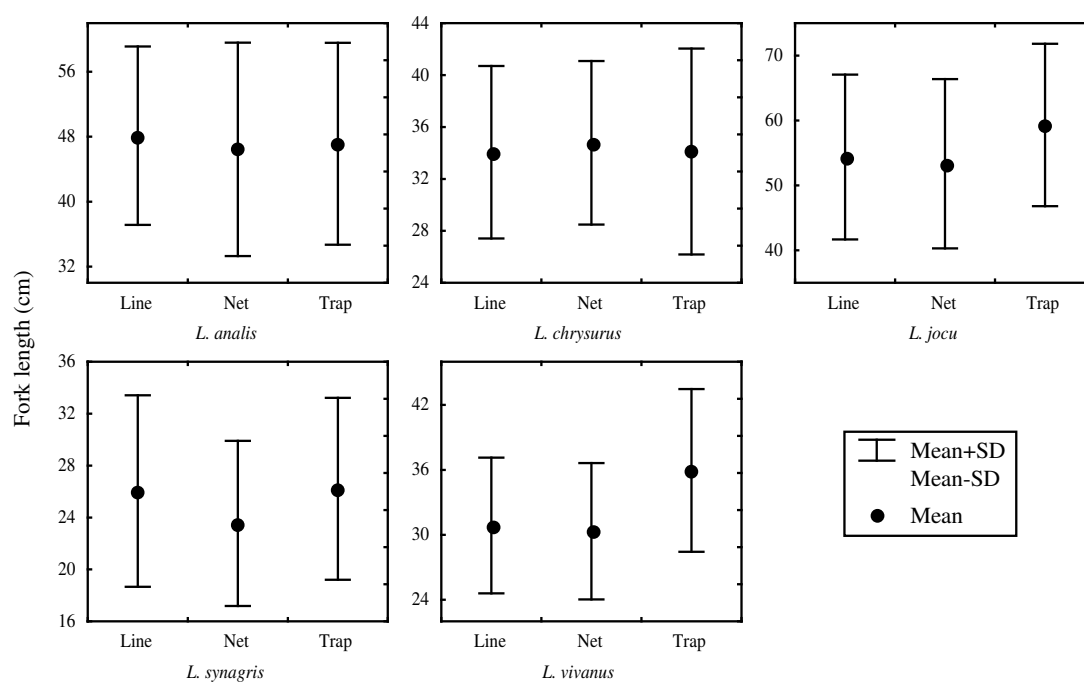 Fork length (cm)
56
48
40
32
Line Net Trap
L. analis
44
40
36
32
28
24
Line Net Trap
L. chrysurus
70
60
50
40
Line Net Trap
L. jocu
36
32
28
24
20
16
Line Net Trap
L. synagris
42
36
30
24
Line Net Trap
L. vivanus
Mean+SD
Mean-SD
Mean